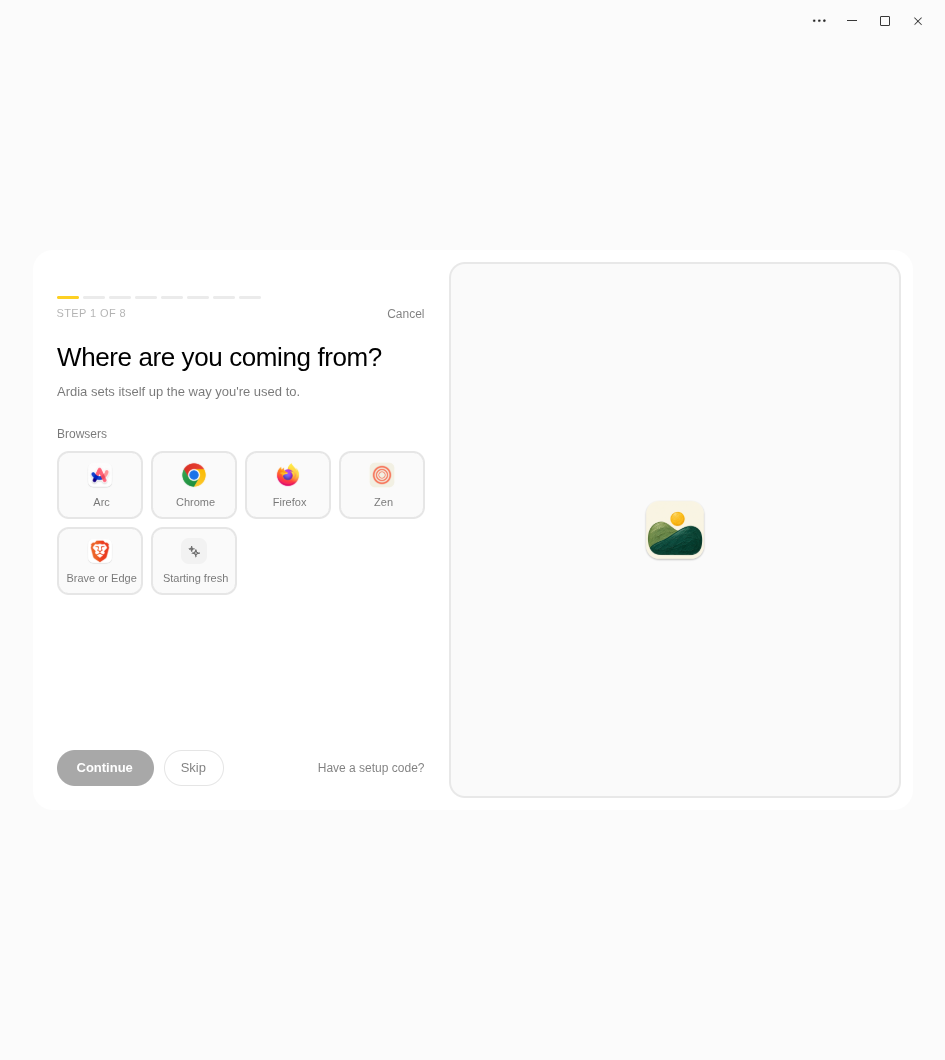 STEP 1 OF 8
Cancel
Where are you coming from?
Ardia sets itself up the way you're used to.
Browsers
Arc
Chrome
Firefox
Zen
Brave or Edge
Starting fresh
Continue
Skip
Have a setup code?